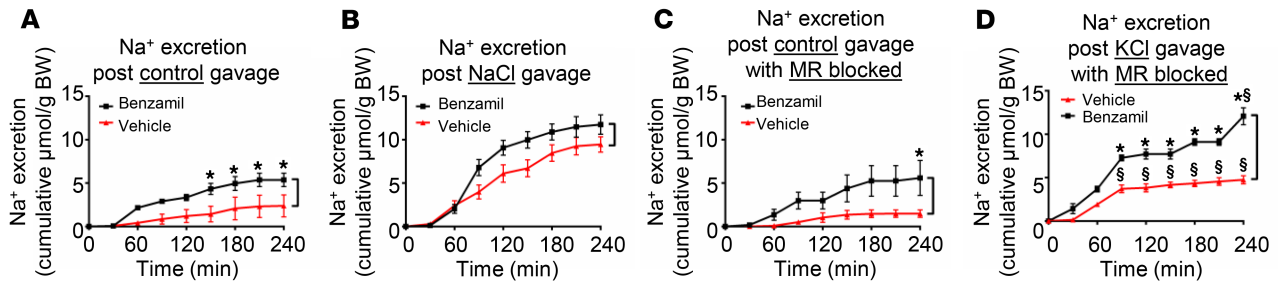 A
Na⁺ excretion
post control gavage
Na⁺ excretion
(cumulative µmol/g BW)
15
10
5
0
Benzamil
Vehicle
* * * *
0 60 120 180 240
Time (min)
B
Na⁺ excretion
post NaCl gavage
Na⁺ excretion
(cumulative µmol/g BW)
15
10
5
0
Benzamil
Vehicle
0 60 120 180 240
Time (min)
C
Na⁺ excretion
post control gavage
with MR blocked
Na⁺ excretion
(cumulative µmol/g BW)
15
10
5
0
Benzamil
Vehicle
*
0 60 120 180 240
Time (min)
D
Na⁺ excretion
post KCl gavage
with MR blocked
Na⁺ excretion
(cumulative µmol/g BW)
15
10
5
0
Vehicle
Benzamil
*§
* * * * *
§ § § § § §
0 60 120 180 240
Time (min)